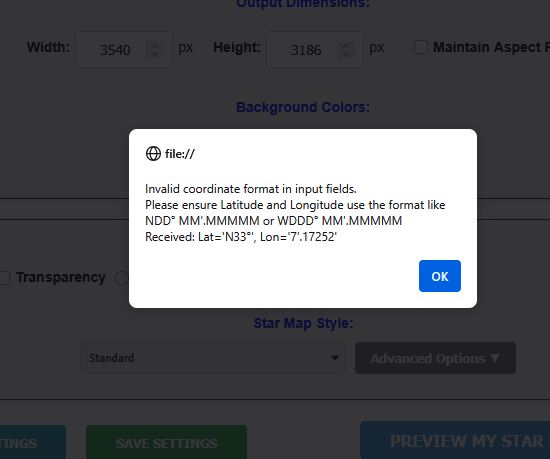 Output Dimensions:
Width: 3540 px Height: 3186 px Maintain Aspect
Background Colors:
file://
Invalid coordinate format in input fields.
Please ensure Latitude and Longitude use the format like
NDD° MM'.MMMMM or WDDD° MM'.MMMMM
Received: Lat='N33°', Lon='7'.17252'
OK
Transparency
Star Map Style:
Standard Advanced Options ▼
TINGS SAVE SETTINGS PREVIEW MY STAR